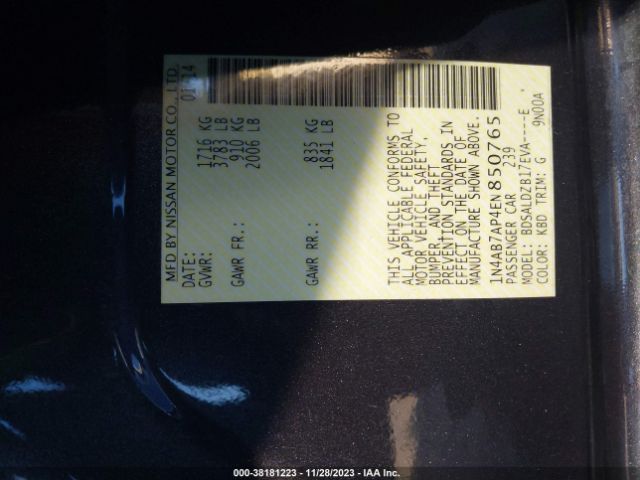 MFD BY NISSAN MOTOR CO., LTD.
DATE: 01/14
GVWR: 1716 KG
3783 LB
GAWR FR.: 910 KG
2006 LB
GAWR RR.: 835 KG
1841 LB
THIS VEHICLE CONFORMS TO
ALL APPLICABLE FEDERAL
MOTOR VEHICLE SAFETY,
BUMPER, AND THEFT
PREVENTION STANDARDS IN
EFFECT ON THE DATE OF
MANUFACTURE SHOWN ABOVE.
1N4AB7AP4EN850765
PASSENGER CAR 239
MODEL: BDSALDZB17EVA----E
COLOR: KBD TRIM: G 9N00A
000-38181223 - 11/28/2023 - IAA Inc.